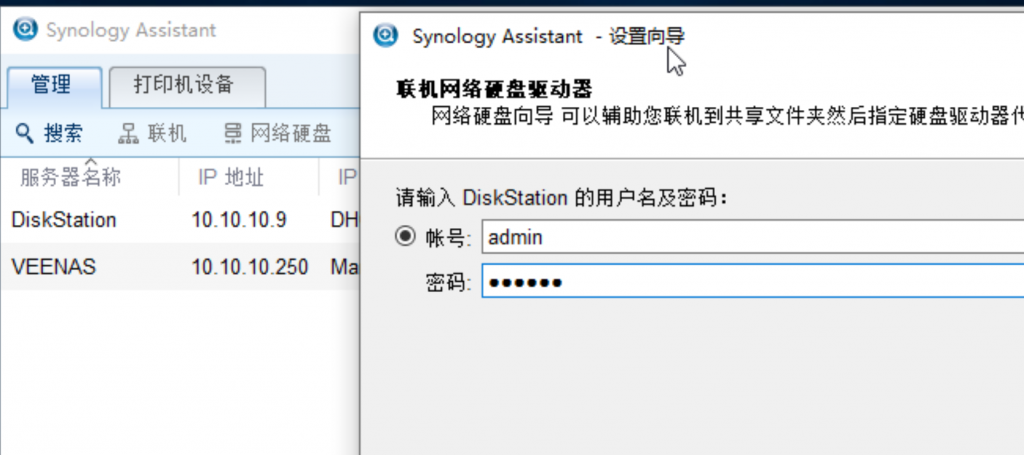 Synology Assistant
管理
打印机设备
搜索
联机
网络硬盘
服务器名称
IP 地址
IP
DiskStation
10.10.10.9
DH
VEENAS
10.10.10.250
Ma
Synology Assistant - 设置向导
联机网络硬盘驱动器
网络硬盘向导 可以辅助您联机到共享文件夹然后指定硬盘驱动器代
请输入 DiskStation 的用户名及密码：
帐号:
admin
密码:
●●●●●●